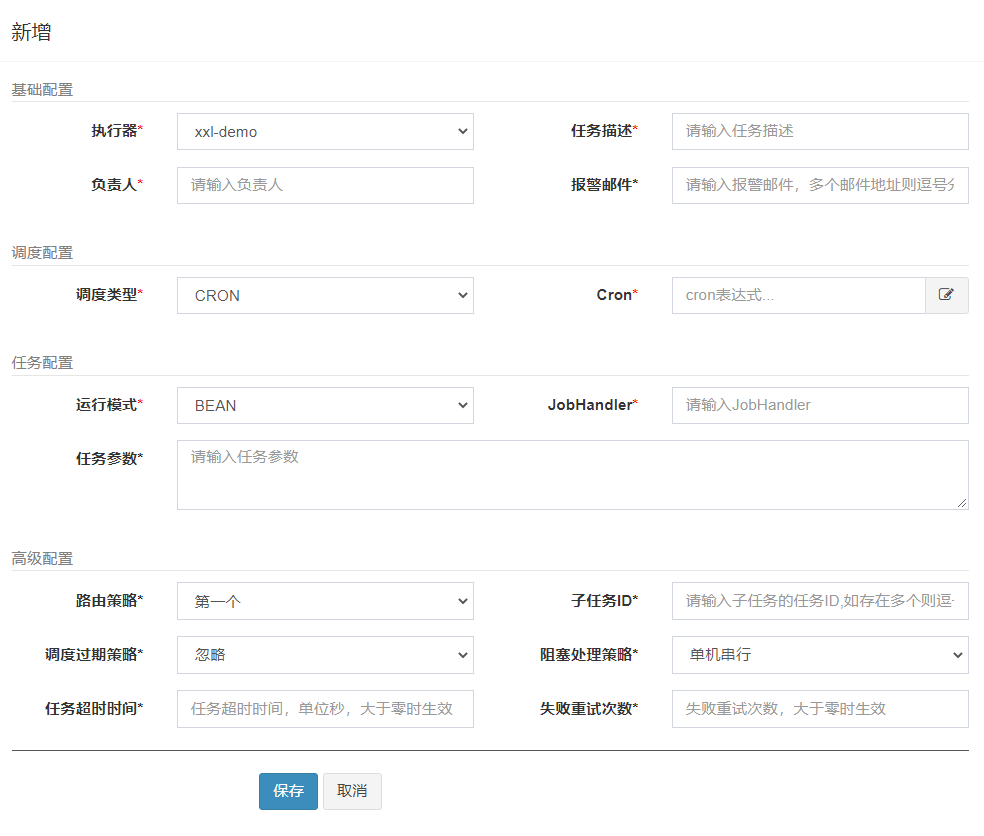 新增
基础配置
执行器* xxl-demo 任务描述* 请输入任务描述
负责人* 请输入负责人 报警邮件* 请输入报警邮件，多个邮件地址则逗号分
调度配置
调度类型* CRON Cron* cron表达式...
任务配置
运行模式* BEAN JobHandler* 请输入JobHandler
任务参数* 请输入任务参数
高级配置
路由策略* 第一个 子任务ID* 请输入子任务的任务ID,如存在多个则逗
调度过期策略* 忽略 阻塞处理策略* 单机串行
任务超时时间* 任务超时时间，单位秒，大于零时生效 失败重试次数* 失败重试次数，大于零时生效
保存 取消